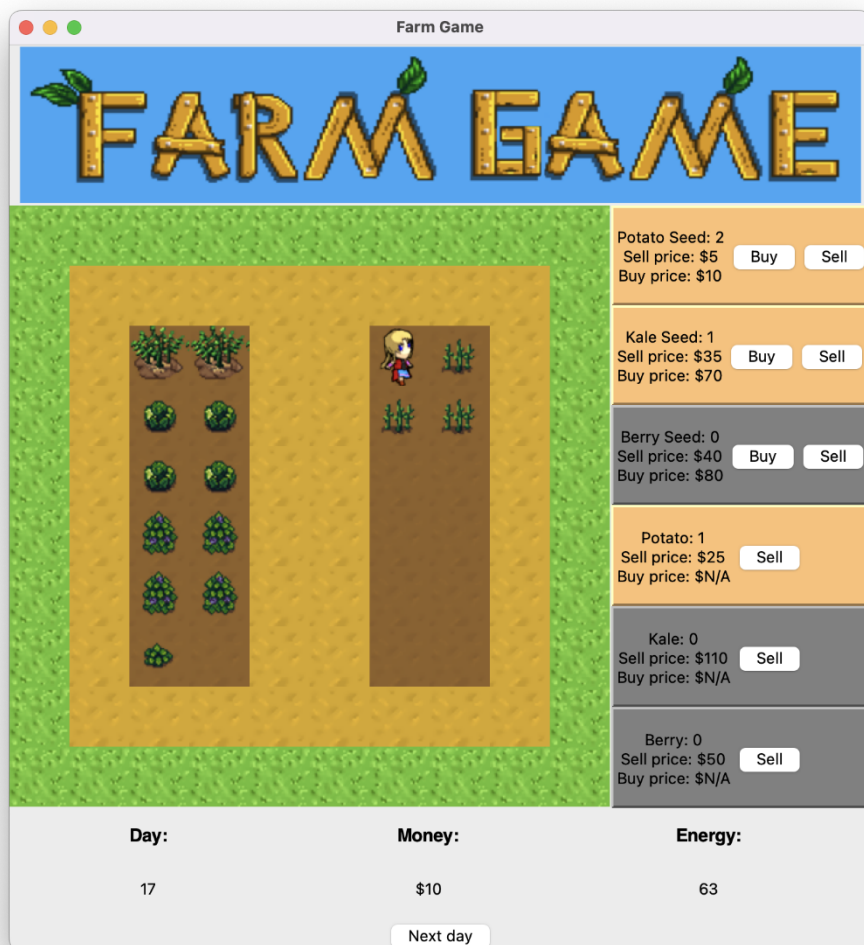 Farm Game
FARM GAME
Potato Seed: 2
Sell price: $5
Buy price: $10
Buy
Sell
Kale Seed: 1
Sell price: $35
Buy price: $70
Buy
Sell
Berry Seed: 0
Sell price: $40
Buy price: $80
Buy
Sell
Potato: 1
Sell price: $25
Buy price: $N/A
Sell
Kale: 0
Sell price: $110
Buy price: $N/A
Sell
Berry: 0
Sell price: $50
Buy price: $N/A
Sell
Day:
Money:
Energy:
17
$10
63
Next day